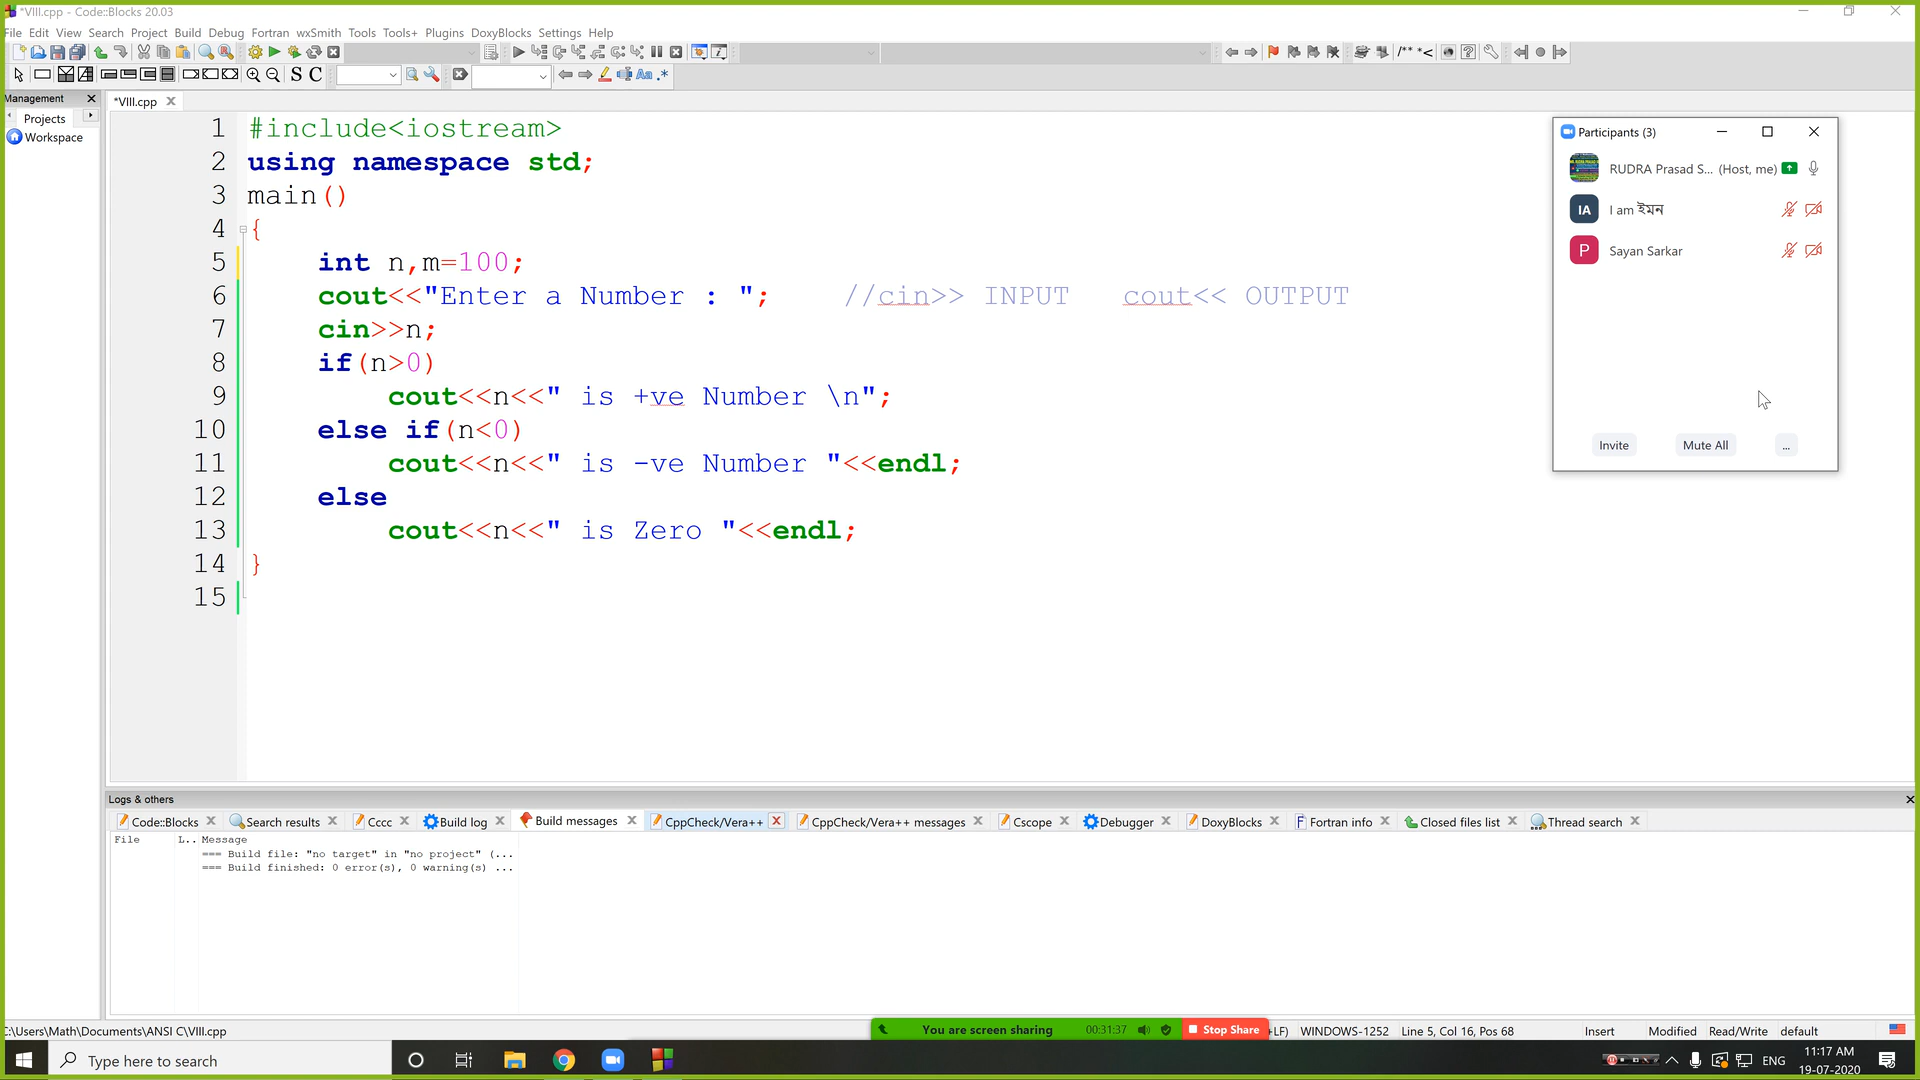 *VIII.cpp - Code::Blocks 20.03
File Edit View Search Project Build Debug Fortran wxSmith Tools Tools+ Plugins DoxyBlocks Settings Help
S C
Management
*VIII.cpp
Projects
Workspace
1 #include<iostream>
2 using namespace std;
3 main()
4 {
5 int n,m=100;
6 cout<<"Enter a Number : "; //cin>> INPUT cout<< OUTPUT
7 cin>>n;
8 if(n>0)
9 cout<<n<<" is +ve Number \n";
10 else if(n<0)
11 cout<<n<<" is -ve Number "<<endl;
12 else
13 cout<<n<<" is Zero "<<endl;
14 }
15
Participants (3)
RUDRA Prasad S... (Host, me)
IA I am ইমন
P Sayan Sarkar
Invite Mute All ...
Logs & others
Code::Blocks Search results Cccc Build log Build messages CppCheck/Vera++ CppCheck/Vera++ messages Cscope Debugger DoxyBlocks Fortran info Closed files list Thread search
File L.. Message
=== Build file: "no target" in "no project" (...
=== Build finished: 0 error(s), 0 warning(s) ...
C:\Users\Math\Documents\ANSI C\VIII.cpp
You are screen sharing 00:31:37 Stop Share
+LF) WINDOWS-1252 Line 5, Col 16, Pos 68 Insert Modified Read/Write default
Type here to search
ENG
11:17 AM
19-07-2020